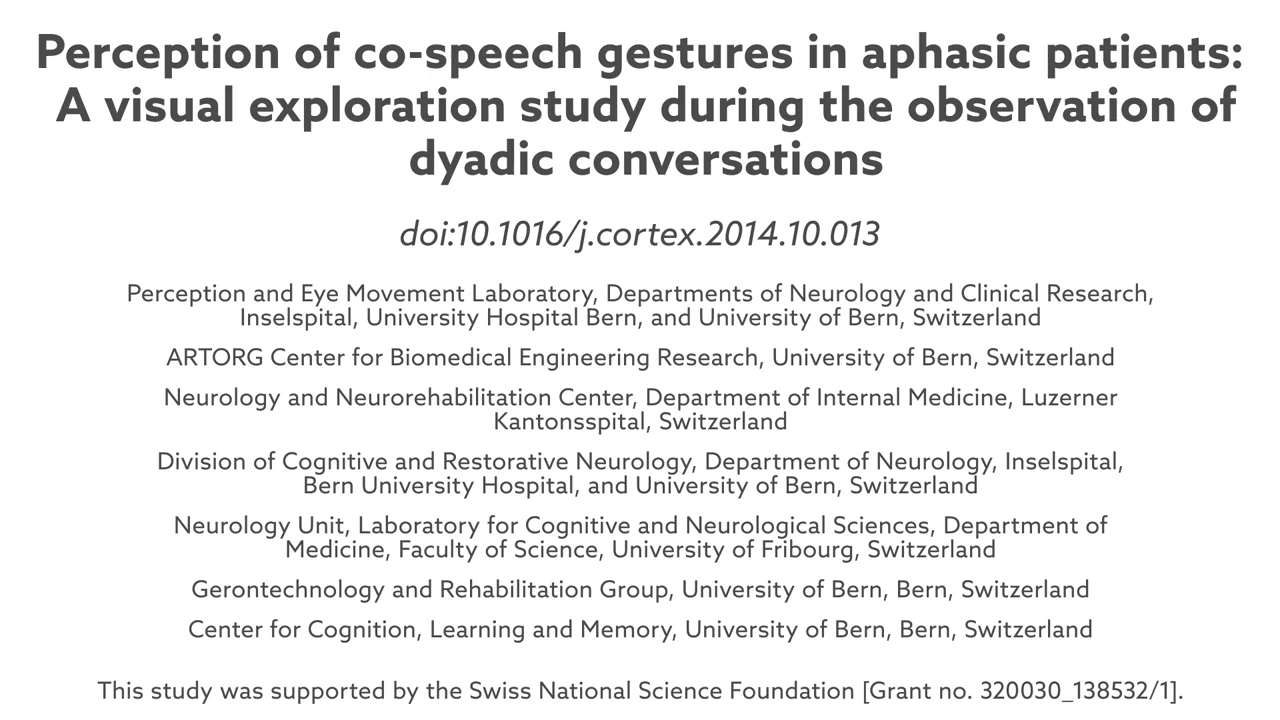 Perception of co-speech gestures in aphasic patients:
A visual exploration study during the observation of
dyadic conversations
doi:10.1016/j.cortex.2014.10.013
Perception and Eye Movement Laboratory, Departments of Neurology and Clinical Research,
Inselspital, University Hospital Bern, and University of Bern, Switzerland
ARTORG Center for Biomedical Engineering Research, University of Bern, Switzerland
Neurology and Neurorehabilitation Center, Department of Internal Medicine, Luzerner
Kantonsspital, Switzerland
Division of Cognitive and Restorative Neurology, Department of Neurology, Inselspital,
Bern University Hospital, and University of Bern, Switzerland
Neurology Unit, Laboratory for Cognitive and Neurological Sciences, Department of
Medicine, Faculty of Science, University of Fribourg, Switzerland
Gerontechnology and Rehabilitation Group, University of Bern, Bern, Switzerland
Center for Cognition, Learning and Memory, University of Bern, Bern, Switzerland
This study was supported by the Swiss National Science Foundation [Grant no. 320030_138532/1].